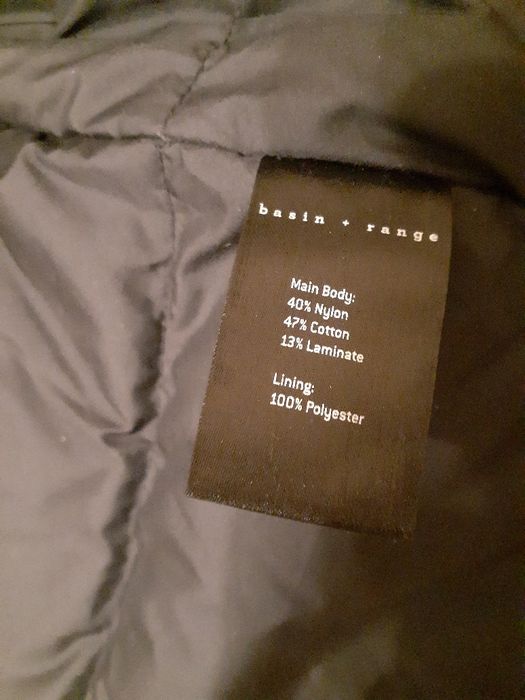 basin + range
Main Body:
40% Nylon
47% Cotton
13% Laminate
Lining:
100% Polyester